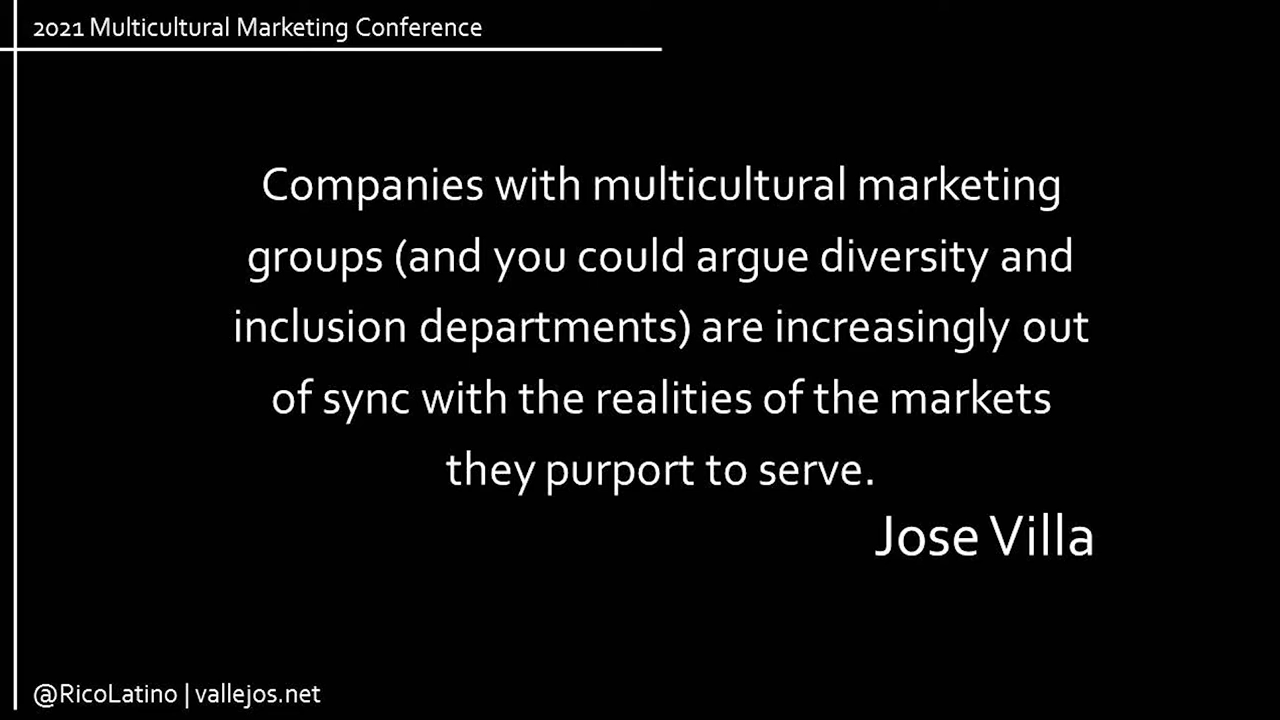 2021 Multicultural Marketing Conference
Companies with multicultural marketing
groups (and you could argue diversity and
inclusion departments) are increasingly out
of sync with the realities of the markets
they purport to serve.
Jose Villa
@RicoLatino | vallejos.net